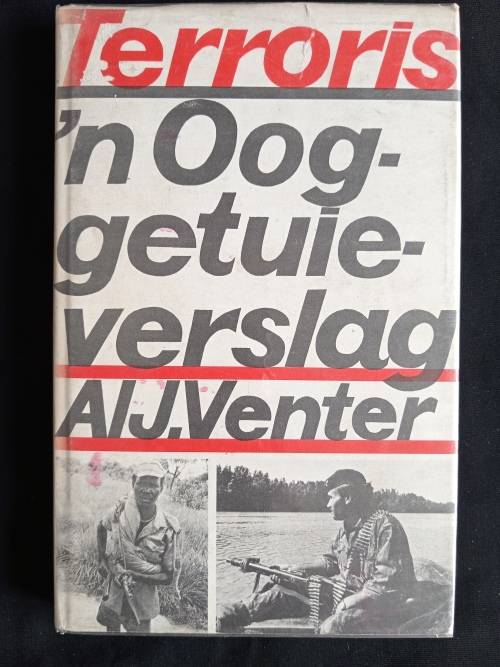 Terroris
'n Oog-
getuie-
verslag
Al J. Venter